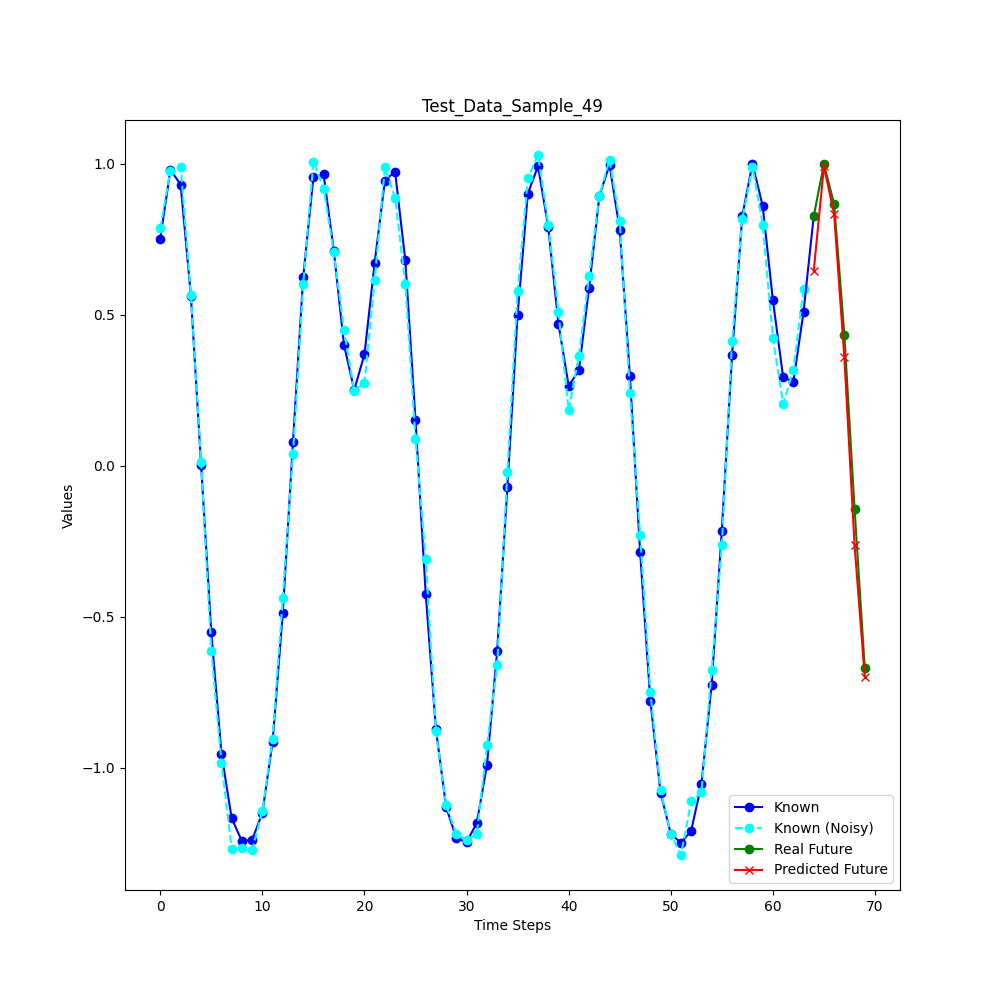 Test_Data_Sample_49
Values
1.0
0.5
0.0
−0.5
−1.0
0 10 20 30 40 50 60 70
Time Steps
Known
Known (Noisy)
Real Future
Predicted Future